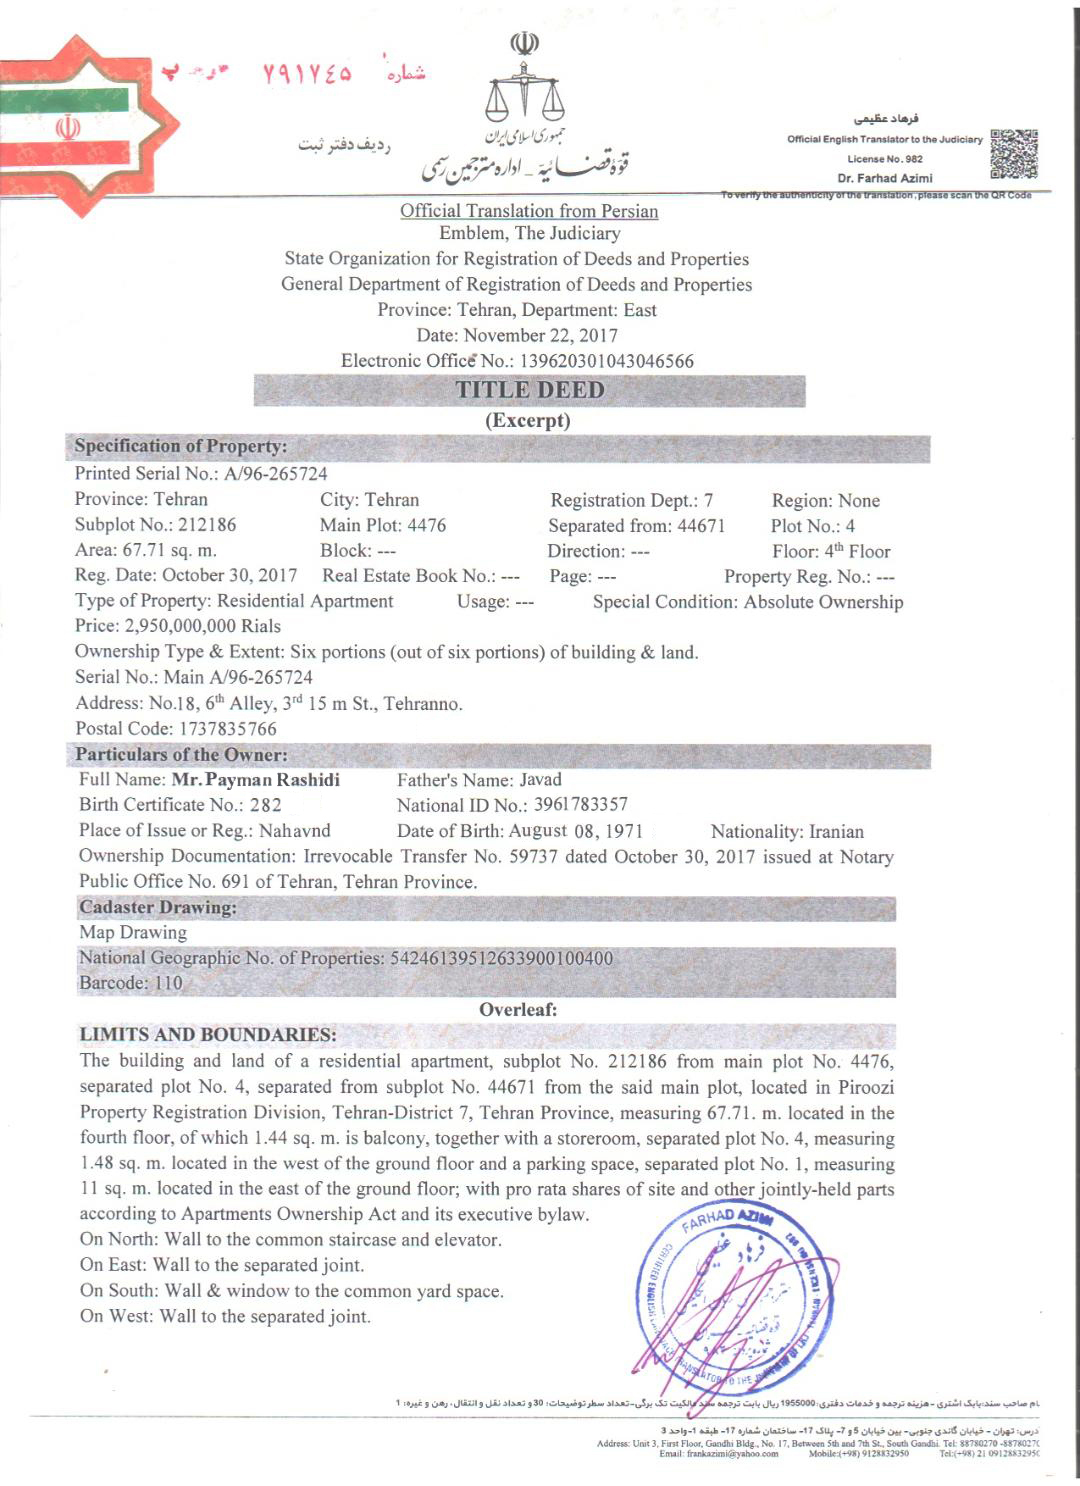 شماره ۷۹۱۷۴۵
ردیف دفتر ثبت
جمهوری اسلامی ایران
قوّهٔ قضائیّه - اداره مترجمین رسمی
فرهاد عظیمی
Official English Translator to the Judiciary
License No. 982
Dr. Farhad Azimi
To verify the authenticity of the translation, please scan the QR Code
Official Translation from Persian
Emblem, The Judiciary
State Organization for Registration of Deeds and Properties
General Department of Registration of Deeds and Properties
Province: Tehran, Department: East
Date: November 22, 2017
Electronic Office No.: 139620301043046566
TITLE DEED
(Excerpt)
Specification of Property:
Printed Serial No.: A/96-265724
Province: Tehran City: Tehran Registration Dept.: 7 Region: None
Subplot No.: 212186 Main Plot: 4476 Separated from: 44671 Plot No.: 4
Area: 67.71 sq. m. Block: --- Direction: --- Floor: 4th Floor
Reg. Date: October 30, 2017 Real Estate Book No.: --- Page: --- Property Reg. No.: ---
Type of Property: Residential Apartment Usage: --- Special Condition: Absolute Ownership
Price: 2,950,000,000 Rials
Ownership Type & Extent: Six portions (out of six portions) of building & land.
Serial No.: Main A/96-265724
Address: No.18, 6th Alley, 3rd 15 m St., Tehranno.
Postal Code: 1737835766
Particulars of the Owner:
Full Name: Mr. Payman Rashidi Father's Name: Javad
Birth Certificate No.: 282 National ID No.: 3961783357
Place of Issue or Reg.: Nahavnd Date of Birth: August 08, 1971 Nationality: Iranian
Ownership Documentation: Irrevocable Transfer No. 59737 dated October 30, 2017 issued at Notary
Public Office No. 691 of Tehran, Tehran Province.
Cadaster Drawing:
Map Drawing
National Geographic No. of Properties: 54246139512633900100400
Barcode: 110
Overleaf:
LIMITS AND BOUNDARIES:
The building and land of a residential apartment, subplot No. 212186 from main plot No. 4476,
separated plot No. 4, separated from subplot No. 44671 from the said main plot, located in Piroozi
Property Registration Division, Tehran-District 7, Tehran Province, measuring 67.71. m. located in the
fourth floor, of which 1.44 sq. m. is balcony, together with a storeroom, separated plot No. 4, measuring
1.48 sq. m. located in the west of the ground floor and a parking space, separated plot No. 1, measuring
11 sq. m. located in the east of the ground floor; with pro rata shares of site and other jointly-held parts
according to Apartments Ownership Act and its executive bylaw.
On North: Wall to the common staircase and elevator.
On East: Wall to the separated joint.
On South: Wall & window to the common yard space.
On West: Wall to the separated joint.
FARHAD AZIMI
فرهاد عظیمی
ام صاحب سند:بابک اشتری - هزینه ترجمه و خدمات دفتری:1955000 ریال بابت ترجمه سند مالکیت تک برگی-تعداد سطر توضیحات: 30 و تعداد نقل و انتقال، رهن و غیره: 1
درس: تهران - خیابان گاندی جنوبی- بین خیابان 5 و 7- پلاک 17- ساختمان شماره 17- طبقه 1-واحد 3
Address: Unit 3, First Floor, Gandhi Bldg., No. 17, Between 5th and 7th St., South Gandhi. Tel: 88780270 -8878027
Email: frankazimi@yahoo.com Mobile:(+98) 9128832950 Tel:(+98) 21 0912883295